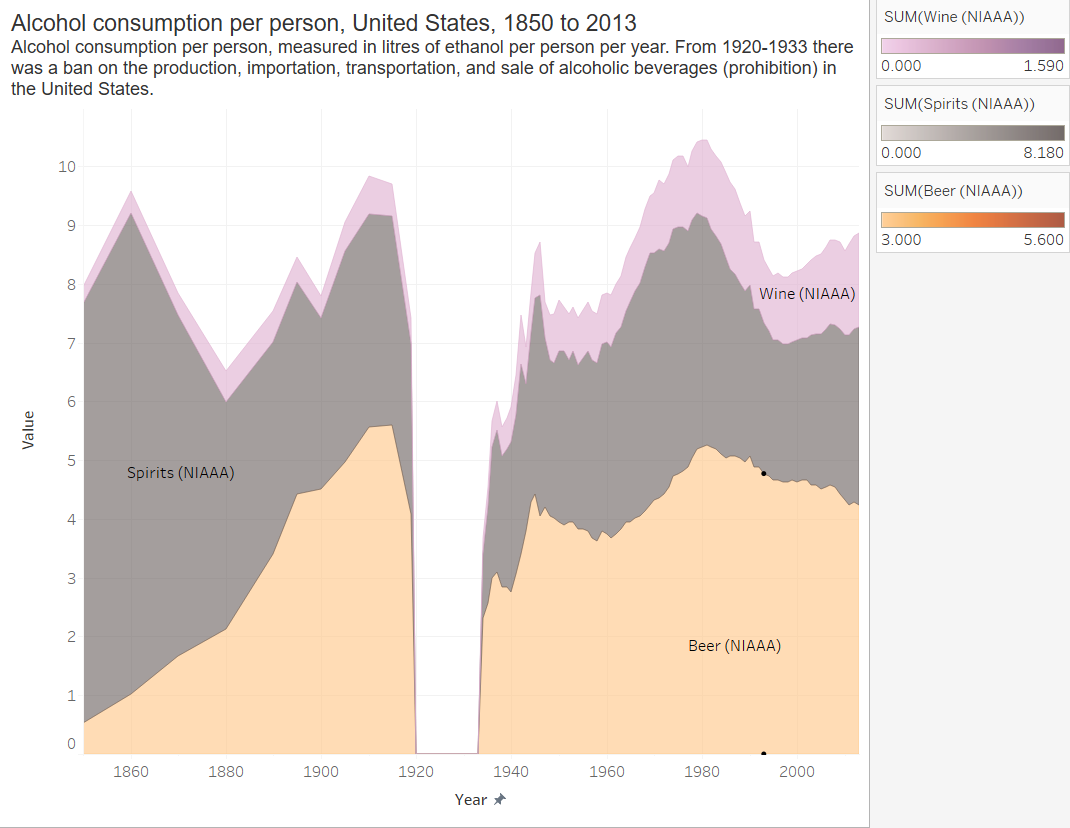 Alcohol consumption per person, United States, 1850 to 2013
Alcohol consumption per person, measured in litres of ethanol per person per year. From 1920-1933 there
was a ban on the production, importation, transportation, and sale of alcoholic beverages (prohibition) in
the United States.
10
9
8
7
6
5
4
3
2
1
0
Value
Spirits (NIAAA)
Wine (NIAAA)
Beer (NIAAA)
1860 1880 1900 1920 1940 1960 1980 2000
Year
SUM(Wine (NIAAA))
0.000 1.590
SUM(Spirits (NIAAA))
0.000 8.180
SUM(Beer (NIAAA))
3.000 5.600